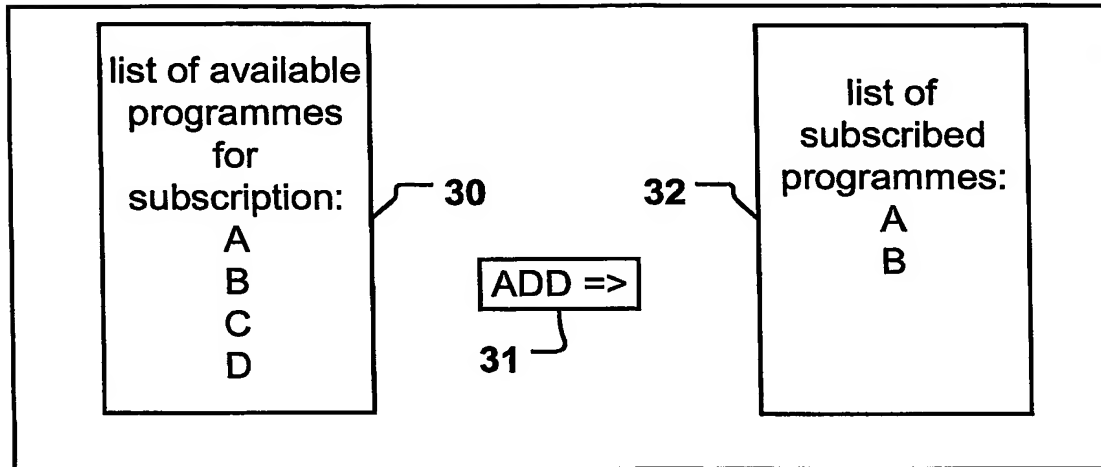 list of available
programmes
for
subscription:
A
B
C
D
30
ADD =>
31
32
list of
subscribed
programmes:
A
B